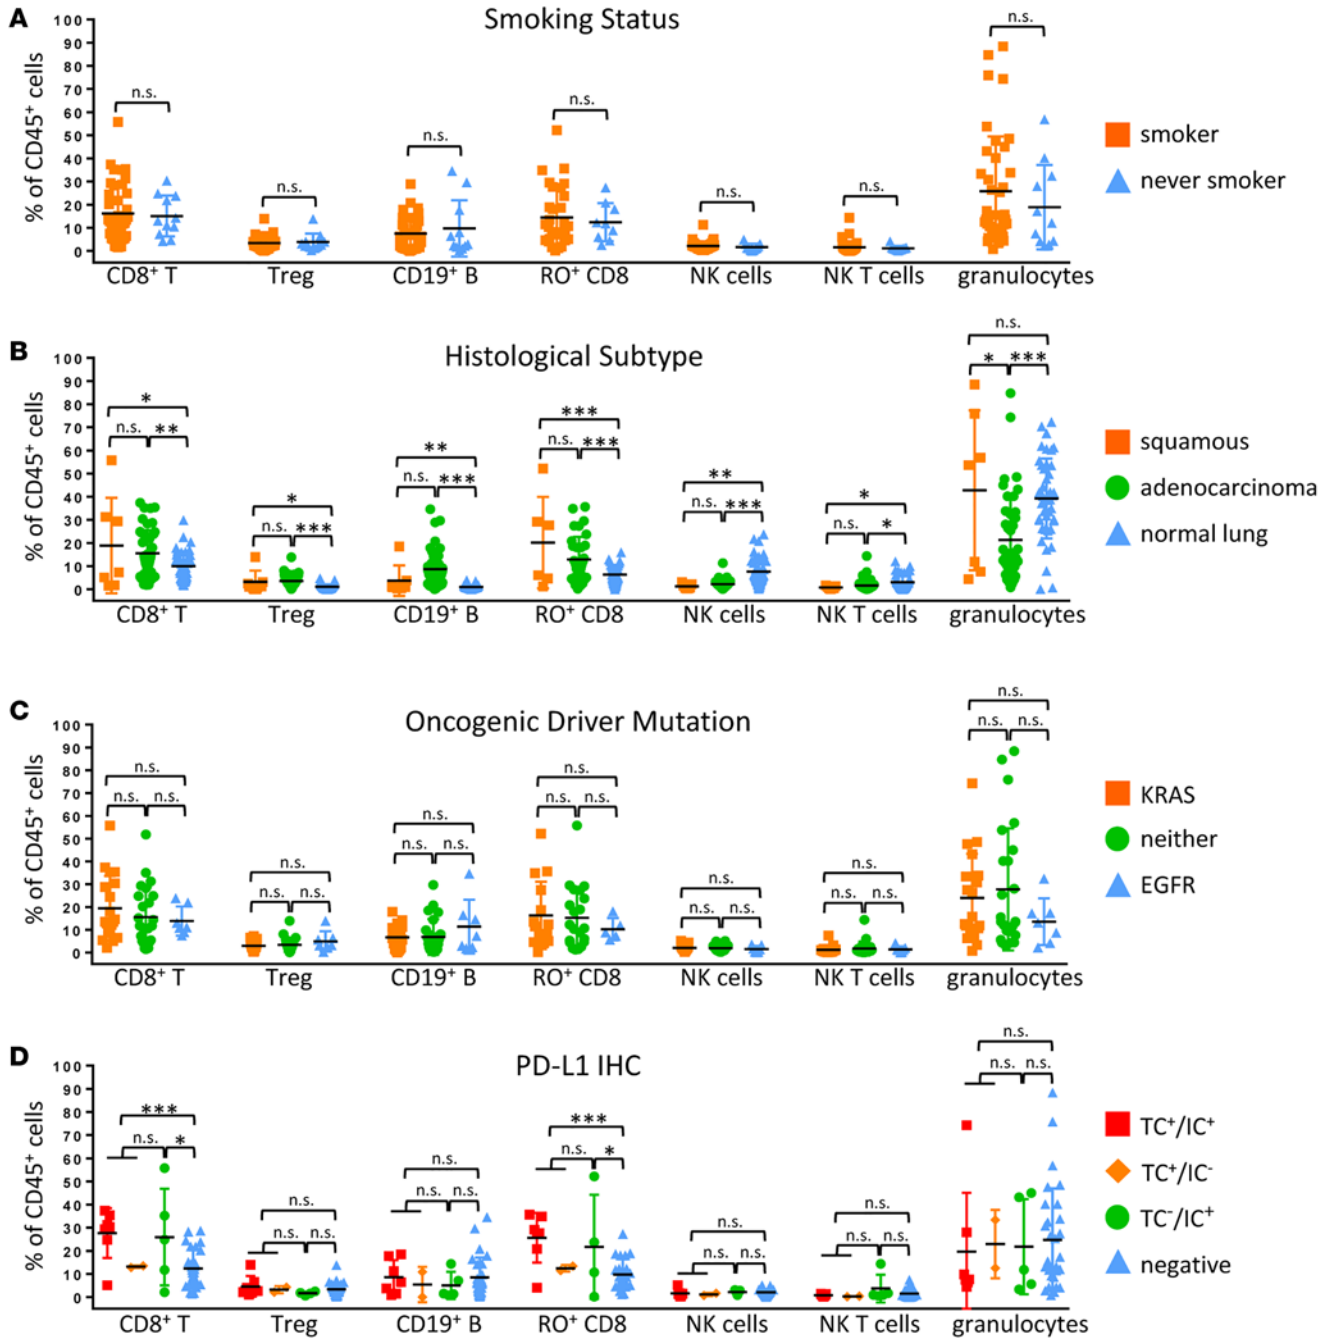 A
Smoking Status
% of CD45+ cells
100
90
80
70
60
50
40
30
20
10
0
n.s.
n.s.
n.s.
n.s.
n.s.
n.s.
n.s.
CD8+ T
Treg
CD19+ B
RO+ CD8
NK cells
NK T cells
granulocytes
smoker
never smoker
B
Histological Subtype
% of CD45+ cells
100
90
80
70
60
50
40
30
20
10
0
*
n.s. **
*
n.s. ***
**
n.s. ***
***
n.s. ***
**
n.s. ***
*
n.s. *
n.s.
* ***
CD8+ T
Treg
CD19+ B
RO+ CD8
NK cells
NK T cells
granulocytes
squamous
adenocarcinoma
normal lung
C
Oncogenic Driver Mutation
% of CD45+ cells
100
90
80
70
60
50
40
30
20
10
0
n.s.
n.s. n.s.
n.s.
n.s. n.s.
n.s.
n.s. n.s.
n.s.
n.s. n.s.
n.s.
n.s. n.s.
n.s.
n.s. n.s.
n.s.
n.s. n.s.
CD8+ T
Treg
CD19+ B
RO+ CD8
NK cells
NK T cells
granulocytes
KRAS
neither
EGFR
D
PD-L1 IHC
% of CD45+ cells
100
90
80
70
60
50
40
30
20
10
0
***
n.s. *
n.s.
n.s. n.s.
n.s.
n.s. n.s.
***
n.s. *
n.s.
n.s. n.s.
n.s.
n.s. n.s.
n.s.
n.s. n.s.
CD8+ T
Treg
CD19+ B
RO+ CD8
NK cells
NK T cells
granulocytes
TC+/IC+
TC+/IC-
TC-/IC+
negative